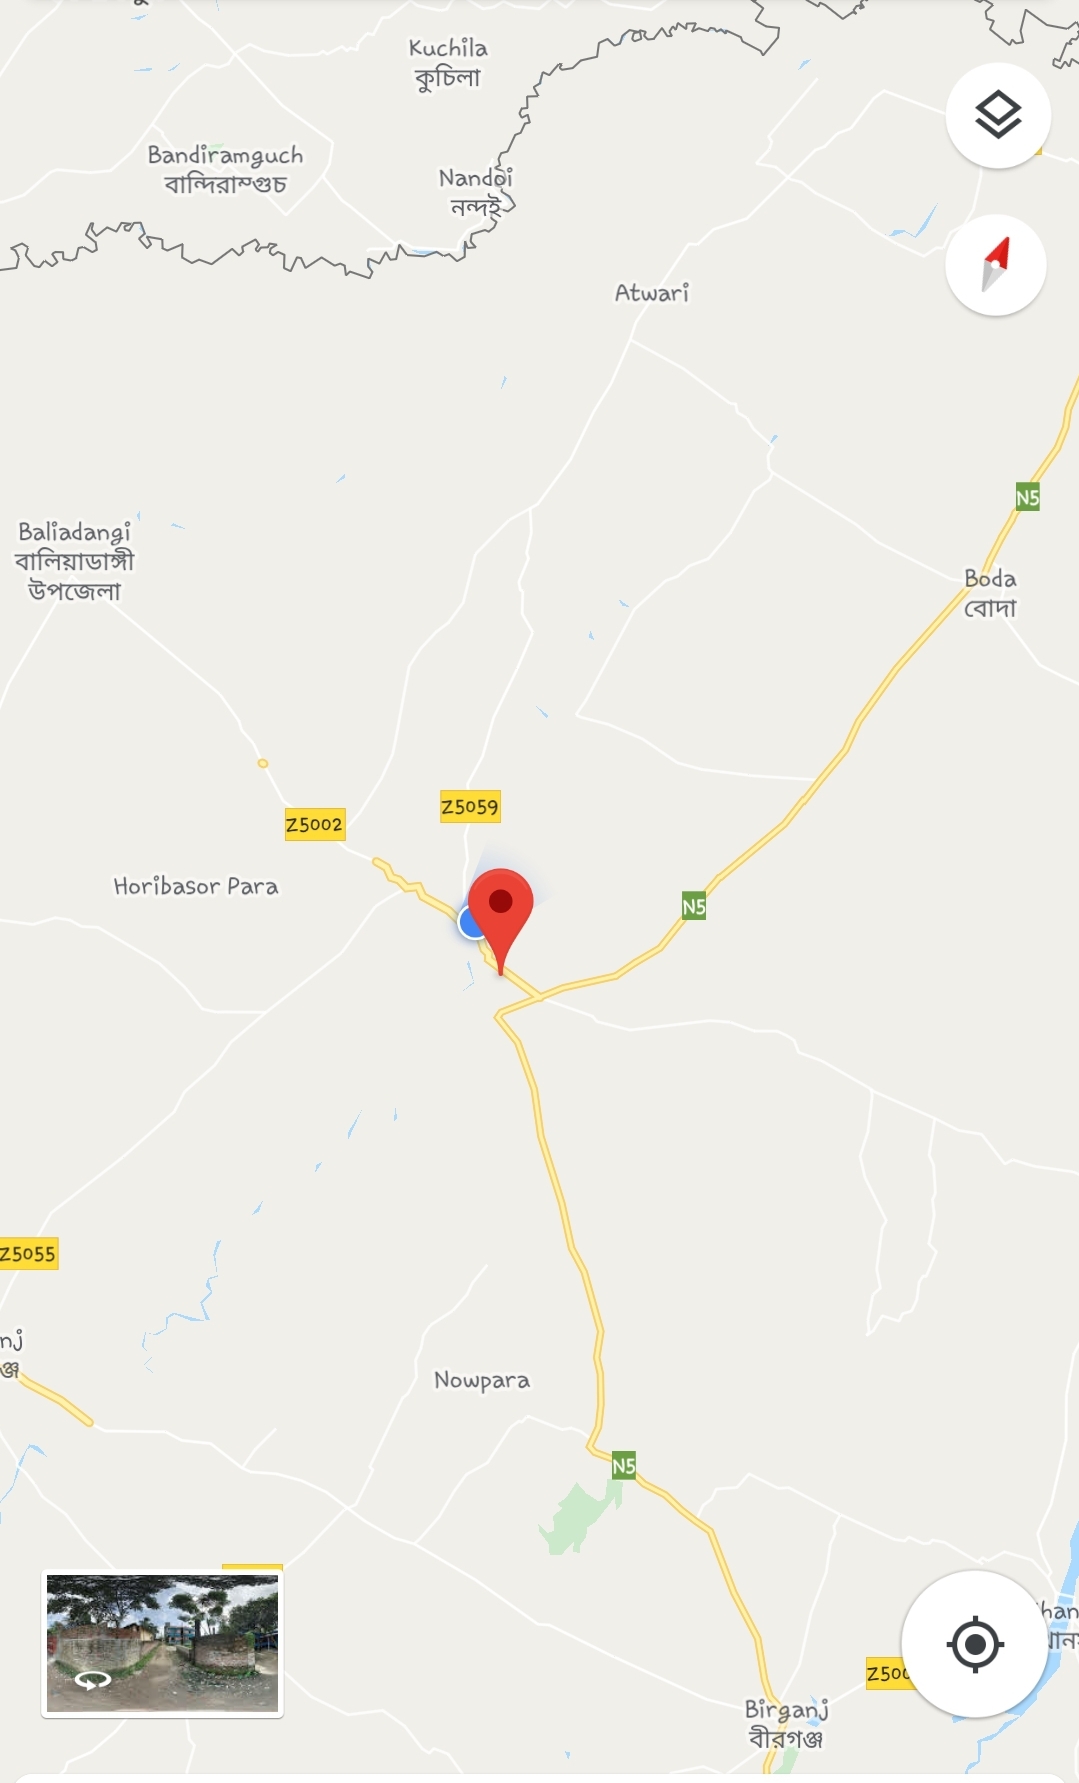 Kuchila
কুচিলা
Bandiramguch
বান্দিরাম্গুচ
Nandoi
নন্দই
Atwari
N5
Baliadangi
বালিয়াডাঙ্গী
উপজেলা
Boda
বোদা
Z5059
Z5002
Horibasor Para
N5
Z5055
nj
ঞ্জ
Nowpara
N5
han
Z500
Birganj
বীরগঞ্জ